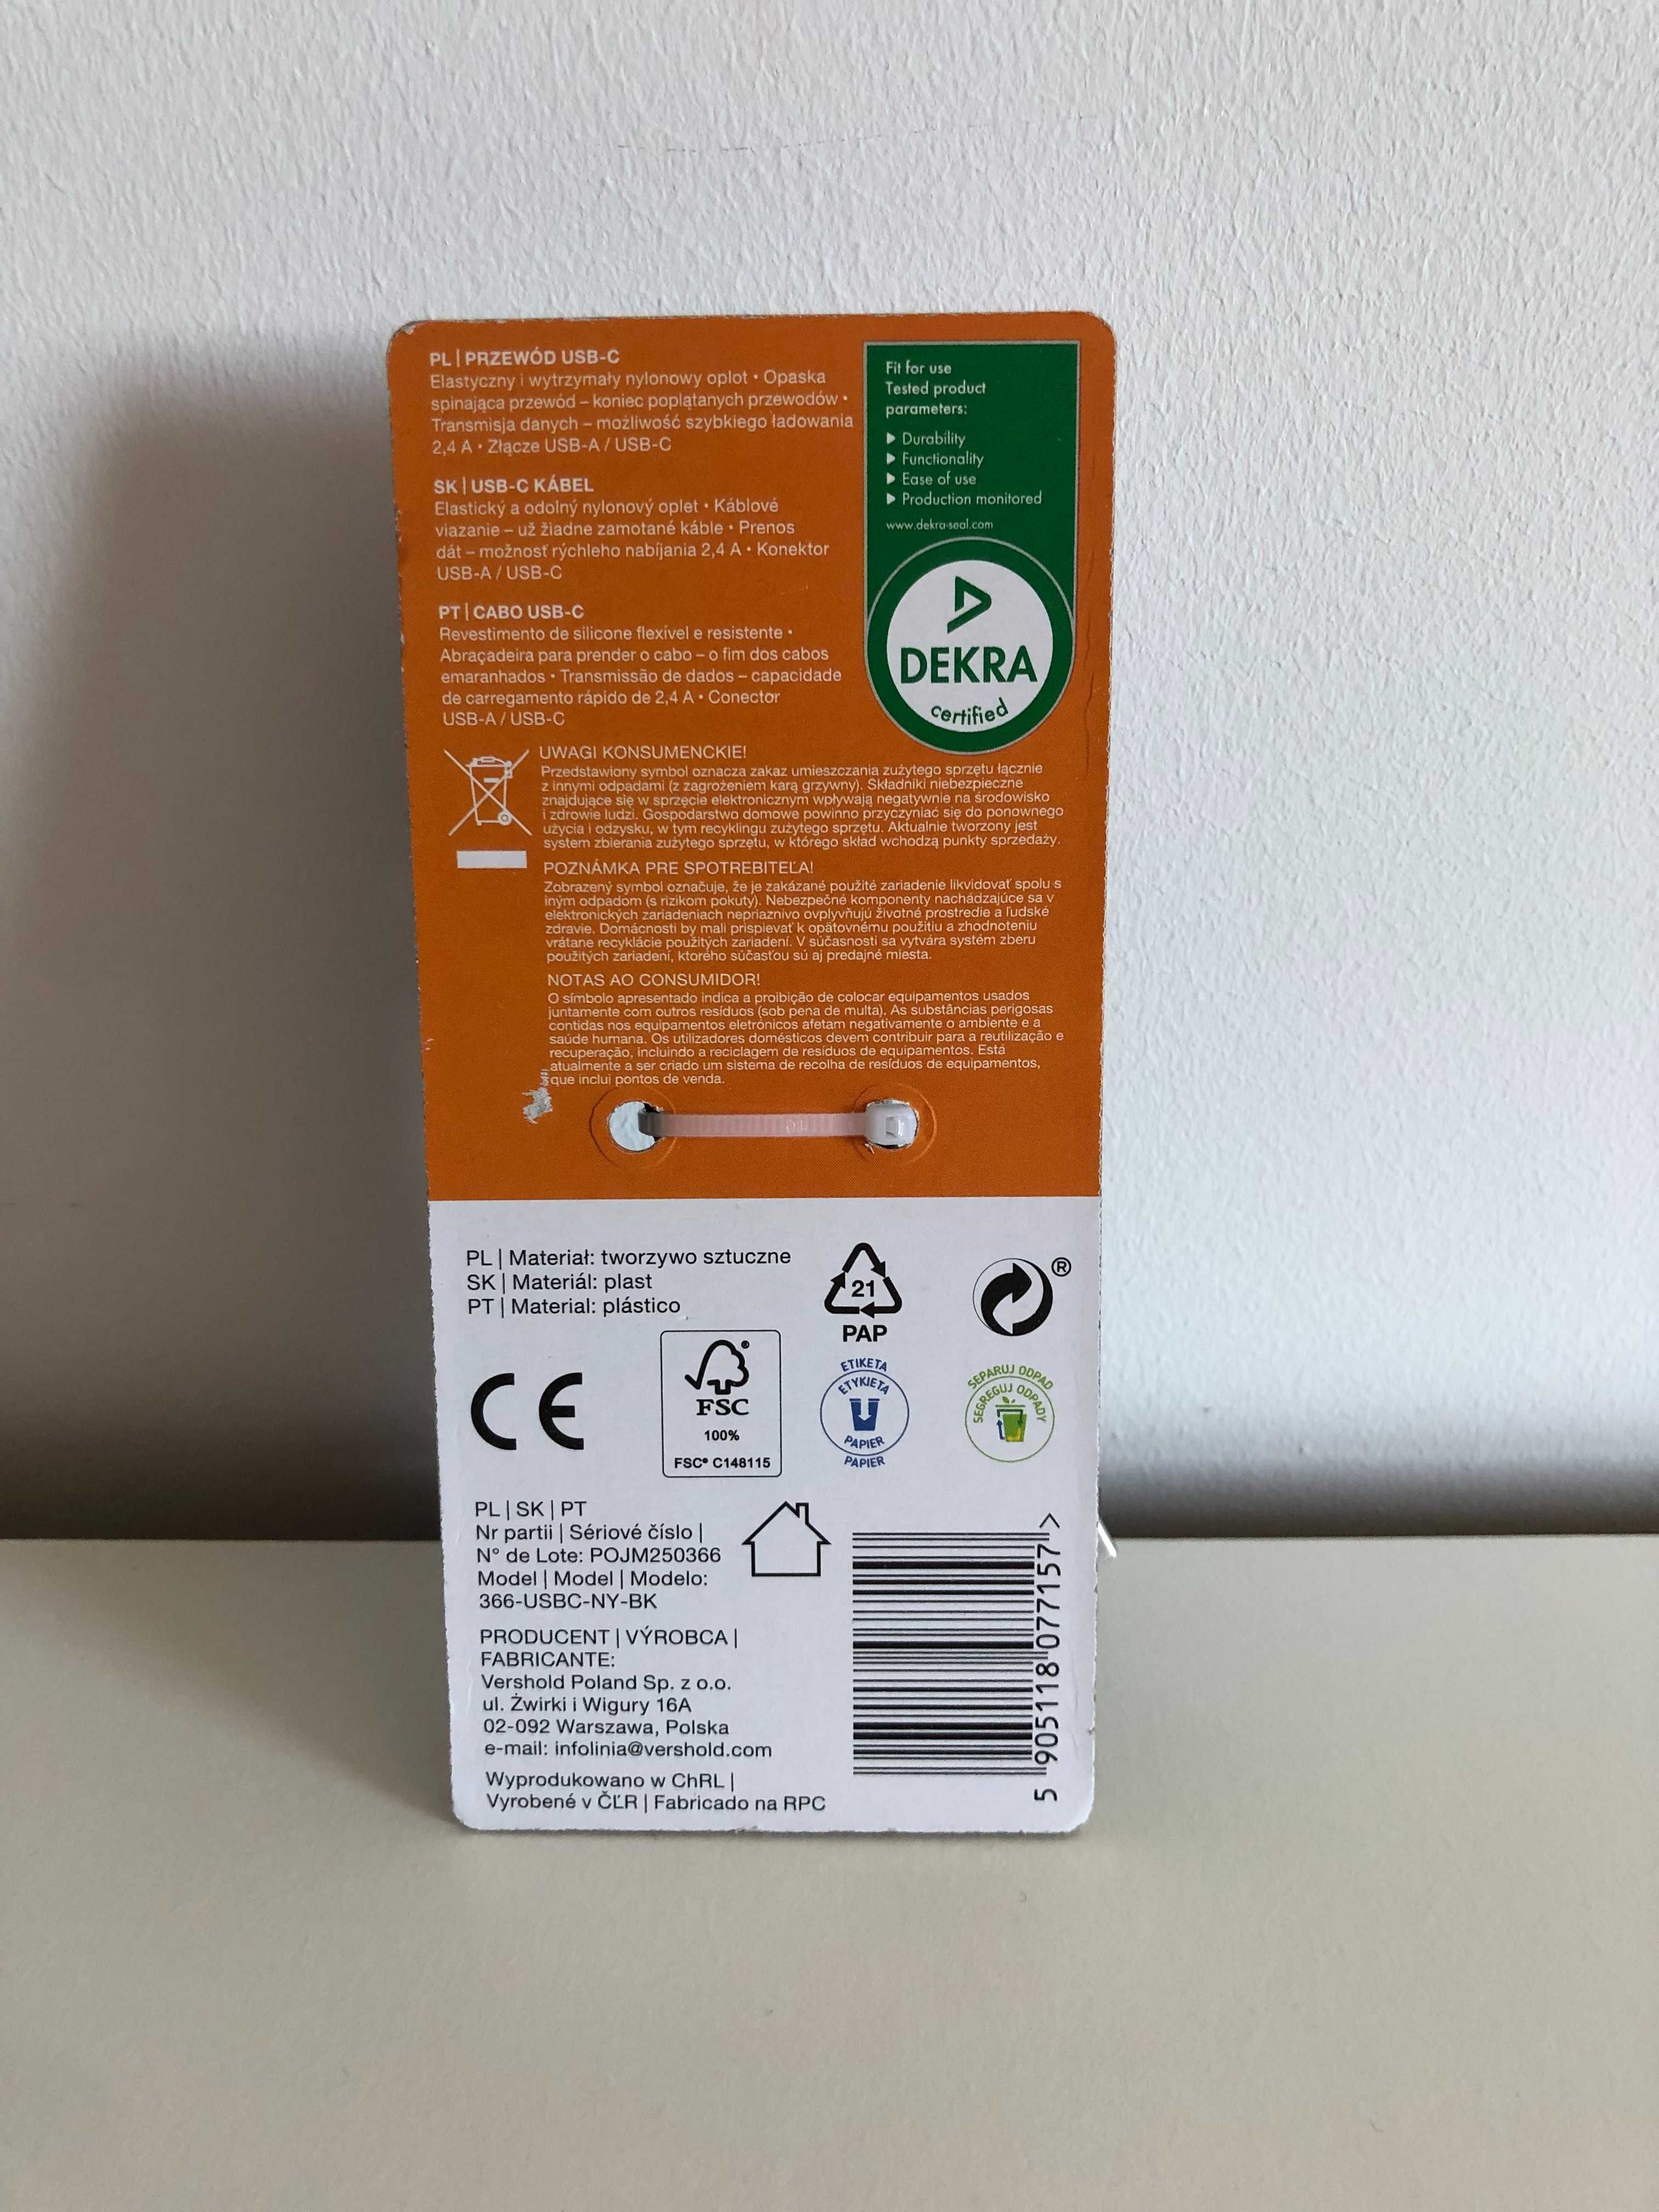 PL | PRZEWÓD USB-C
Elastyczny i wytrzymały nylonowy oplot • Opaska
spinająca przewód – koniec poplątanych przewodów •
Transmisja danych – możliwość szybkiego ładowania
2,4 A • Złącze USB-A / USB-C
SK | USB-C KÁBEL
Elastický a odolný nylonový oplet • Káblové
viazanie – už žiadne zamotané káble • Prenos
dát – možnosť rýchleho nabíjania 2,4 A • Konektor
USB-A / USB-C
PT | CABO USB-C
Revestimento de silicone flexível e resistente •
Abraçadeira para prender o cabo – o fim dos cabos
emaranhados • Transmissão de dados – capacidade
de carregamento rápido de 2,4 A • Conector
USB-A / USB-C
Fit for use
Tested product
parameters:
Durability
Functionality
Ease of use
Production monitored
www.dekra-seal.com
DEKRA
certified
UWAGI KONSUMENCKIE!
Przedstawiony symbol oznacza zakaz umieszczania zużytego sprzętu łącznie
z innymi odpadami (z zagrożeniem karą grzywny). Składniki niebezpieczne
znajdujące się w sprzęcie elektronicznym wpływają negatywnie na środowisko
i zdrowie ludzi. Gospodarstwo domowe powinno przyczyniać się do ponownego
użycia i odzysku, w tym recyklingu zużytego sprzętu. Aktualnie tworzony jest
system zbierania zużytego sprzętu, w którego skład wchodzą punkty sprzedaży.
POZNÁMKA PRE SPOTREBITEĽA!
Zobrazený symbol označuje, že je zakázané použité zariadenie likvidovať spolu s
iným odpadom (s rizikom pokuty). Nebezpečné komponenty nachádzajúce sa v
elektronických zariadeniach nepriaznivo ovplyvňujú životné prostredie a ľudské
zdravie. Domácnosti by mali prispievať k opätovnému použitiu a zhodnoteniu
vrátane recyklácie použitých zariadení. V súčasnosti sa vytvára systém zberu
použitých zariadení, ktorého súčasťou sú aj predajné miesta.
NOTAS AO CONSUMIDOR!
O símbolo apresentado indica a proibição de colocar equipamentos usados
juntamente com outros resíduos (sob pena de multa). As substâncias perigosas
contidas nos equipamentos eletrónicos afetam negativamente o ambiente e a
saúde humana. Os utilizadores domésticos devem contribuir para a reutilização e
recuperação, incluindo a reciclagem de resíduos de equipamentos. Está
atualmente a ser criado um sistema de recolha de resíduos de equipamentos,
que inclui pontos de venda.
PL | Materiał: tworzywo sztuczne
SK | Materiál: plast
PT | Material: plástico
21
PAP
®
CE
FSC
100%
FSC® C148115
ETIKETA
ETYKIETA
PAPIER
PAPIER
SEPARUJ ODPAD
SEGREGUJ ODPADY
PL | SK | PT
Nr partii | Sériové číslo |
N° de Lote: POJM250366
Model | Model | Modelo:
366-USBC-NY-BK
PRODUCENT | VÝROBCA |
FABRICANTE:
Vershold Poland Sp. z o.o.
ul. Żwirki i Wigury 16A
02-092 Warszawa, Polska
e-mail: infolinia@vershold.com
Wyprodukowano w ChRL |
Vyrobené v ČĽR | Fabricado na RPC
5 905118 077157 >